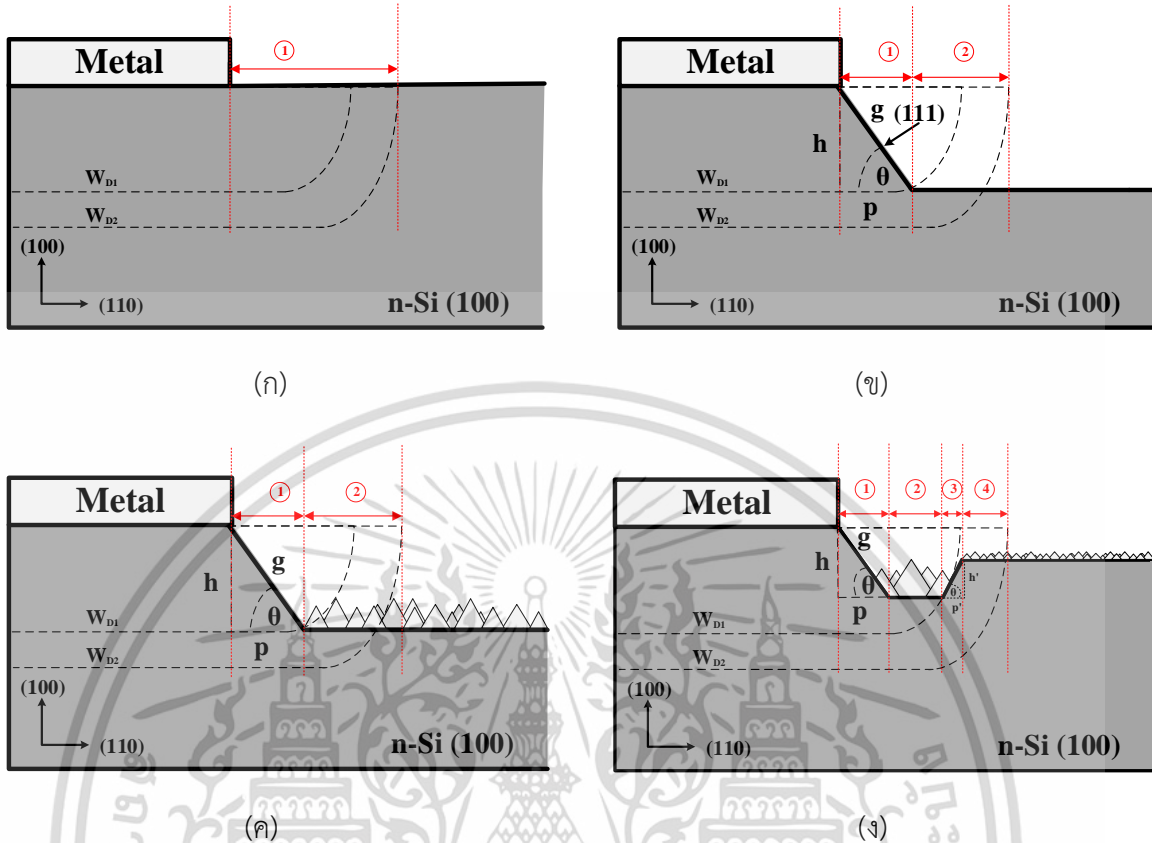 ①
Metal
W_D1
W_D2
(100)
(110)
n-Si (100)
(ก)
① ②
Metal
g (111)
h
θ
W_D1
p
W_D2
(100)
(110)
n-Si (100)
(ข)
① ②
Metal
g
h
θ
W_D1
p
W_D2
(100)
(110)
n-Si (100)
(ค)
① ② ③ ④
Metal
g
h
θ
p
h'
θ
p'
W_D1
W_D2
(100)
(110)
n-Si (100)
(ง)